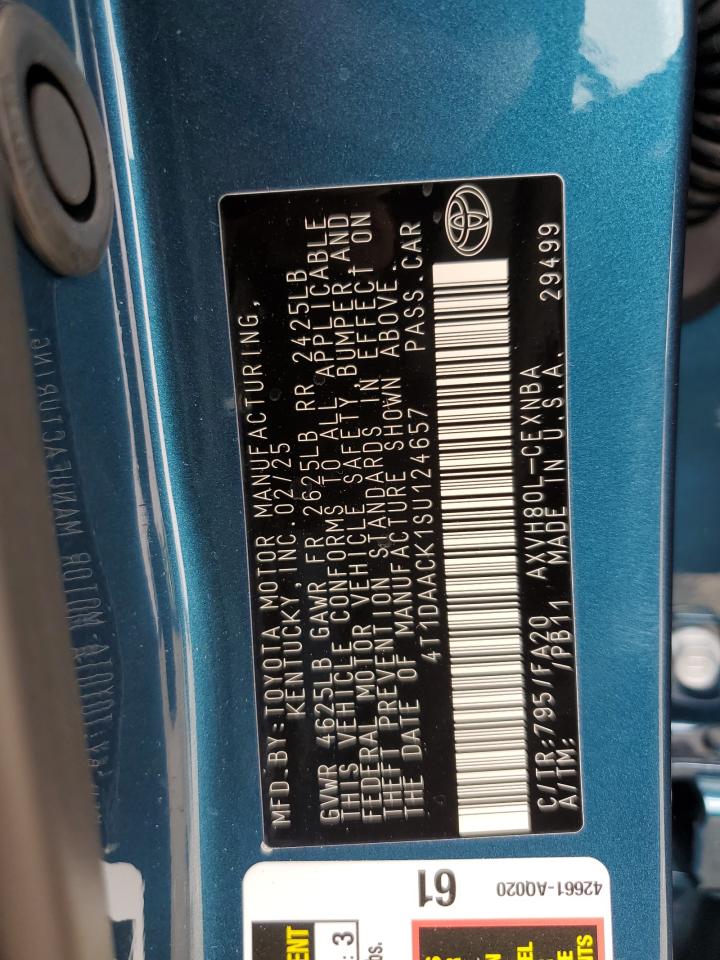 MFD.BY:TOYOTA MOTOR MANUFACTURING,
KENTUCKY,INC.02/25
GVWR 4625LB GAWR FR 2625LB RR 2425LB
THIS VEHICLE CONFORMS TO ALL APPLICABLE
FEDERAL MOTOR VEHICLE SAFETY,BUMPER AND
THEFT PREVENTION STANDARDS IN EFFECT ON
THE DATE OF MANUFACTURE SHOWN ABOVE.
4T1DAACK1SU124657 PASS.CAR
C/TR:795/FA20 AXVH80L-CEXNBA
A/TM: /PB11 MADE IN U.S.A. 29499
61
42661-AQ020
: 3